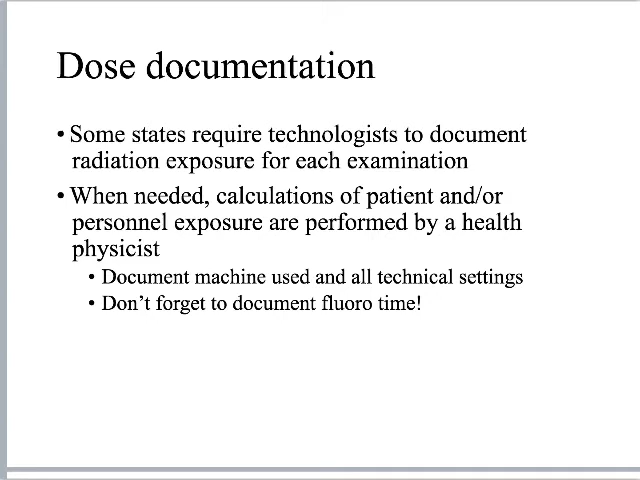 Dose documentation
• Some states require technologists to document
radiation exposure for each examination
• When needed, calculations of patient and/or
personnel exposure are performed by a health
physicist
• Document machine used and all technical settings
• Don’t forget to document fluoro time!